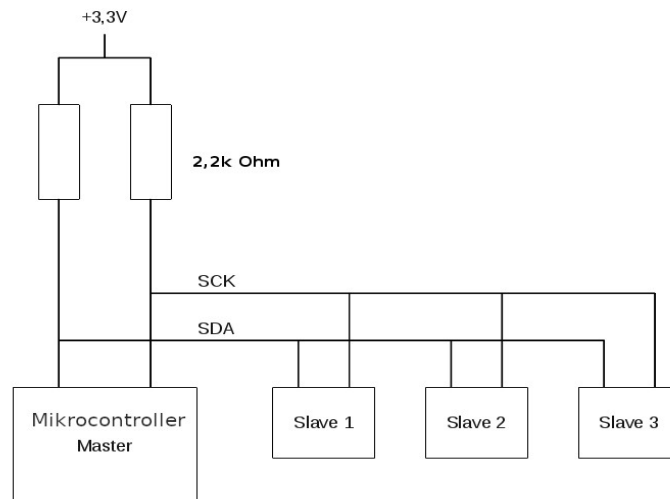 +3,3V
2,2k Ohm
SCK
SDA
Mikrocontroller
Master
Slave 1
Slave 2
Slave 3